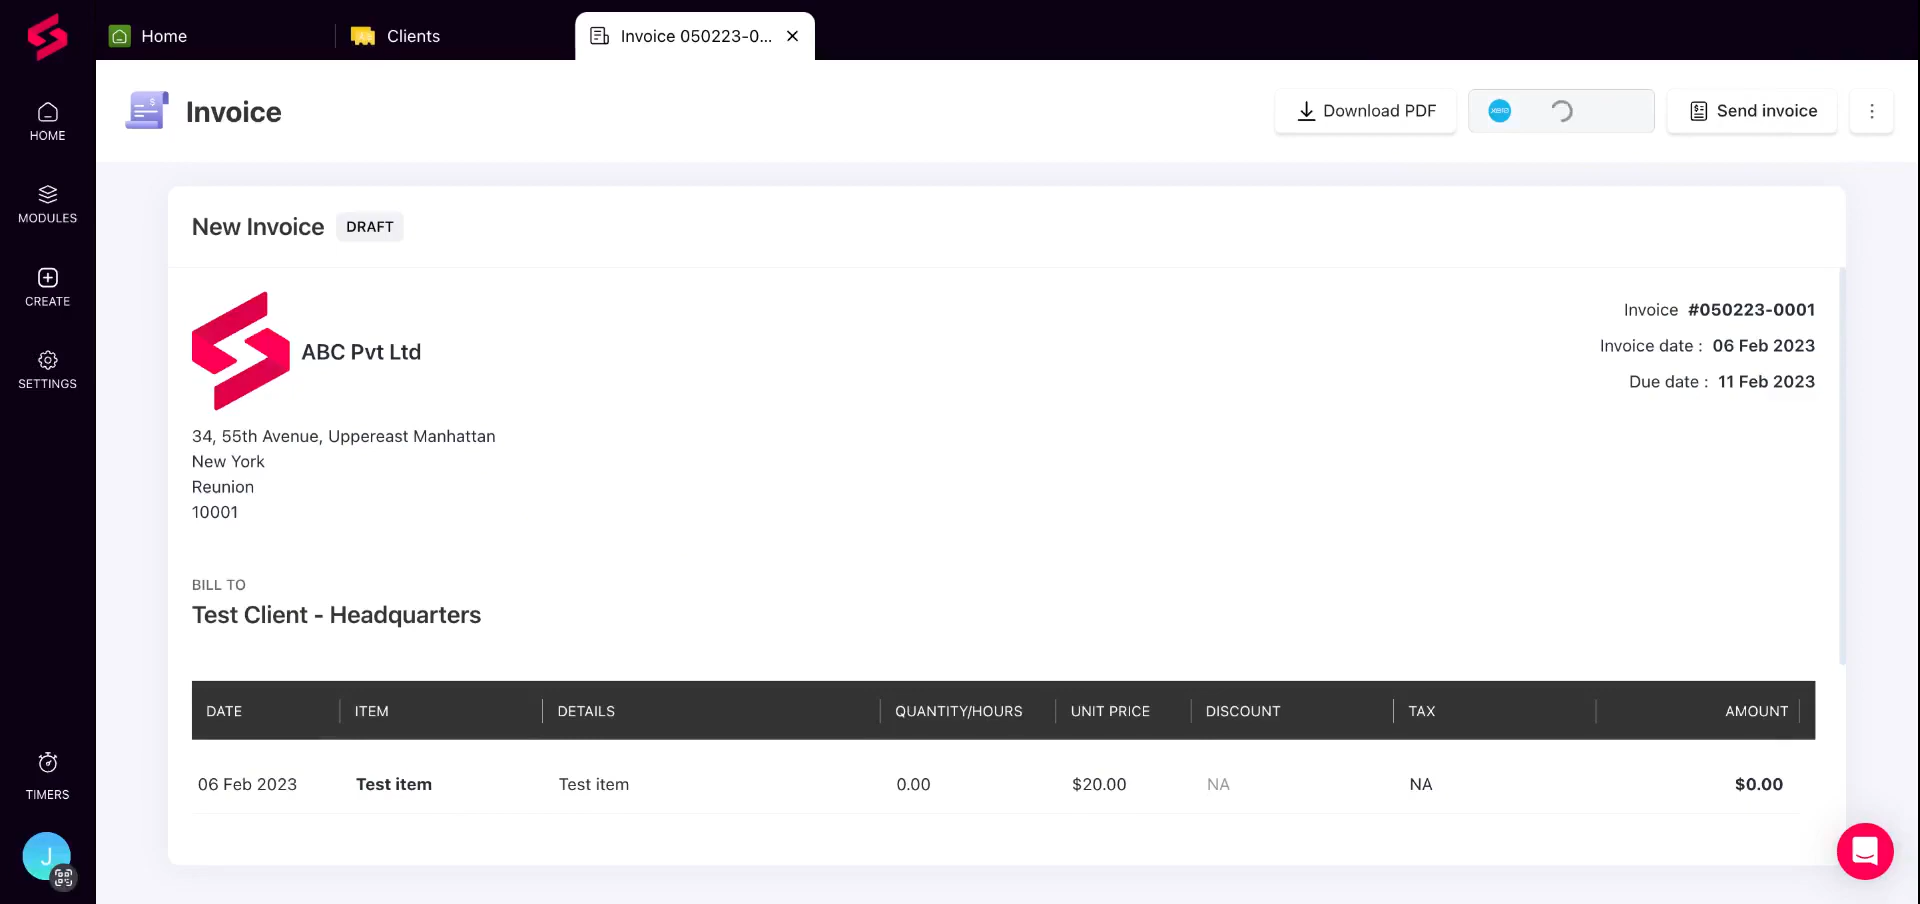 Home
Clients
Invoice 050223-0...
Invoice
Download PDF
xero
Send invoice
HOME
MODULES
CREATE
SETTINGS
TIMERS
J
New Invoice DRAFT
ABC Pvt Ltd
Invoice #050223-0001
Invoice date : 06 Feb 2023
Due date : 11 Feb 2023
34, 55th Avenue, Uppereast Manhattan
New York
Reunion
10001
BILL TO
Test Client - Headquarters
DATE ITEM DETAILS QUANTITY/HOURS UNIT PRICE DISCOUNT TAX AMOUNT
06 Feb 2023 Test item Test item 0.00 $20.00 NA NA $0.00